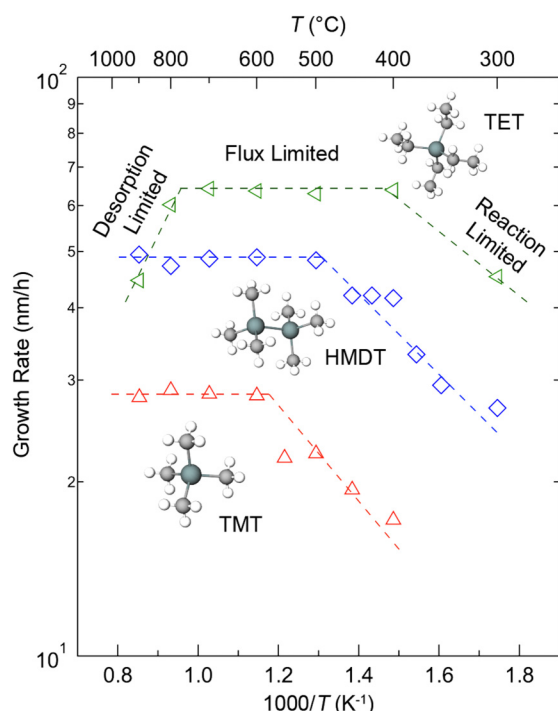 T (°C)
1000 800 600 500 400 300
10²
9
8
7
6
5
4
3
2
10¹
Growth Rate (nm/h)
TET
Flux Limited
Desorption
Limited
Reaction
Limited
HMDT
TMT
0.8 1.0 1.2 1.4 1.6 1.8
1000/T (K⁻¹)